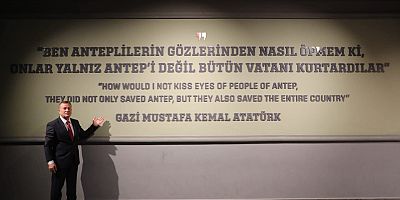 “BEN ANTEPLİLERİN GÖZLERİNDEN NASIL ÖPMEM Kİ,
ONLAR YALNIZ ANTEP’İ DEĞİL BÜTÜN VATANI KURTARDILAR”
“HOW WOULD I NOT KISS EYES OF PEOPLE OF ANTEP,
THEY DID NOT ONLY SAVED ANTEP, BUT THEY ALSO SAVED THE ENTIRE COUNTRY”
GAZİ MUSTAFA KEMAL ATATÜRK